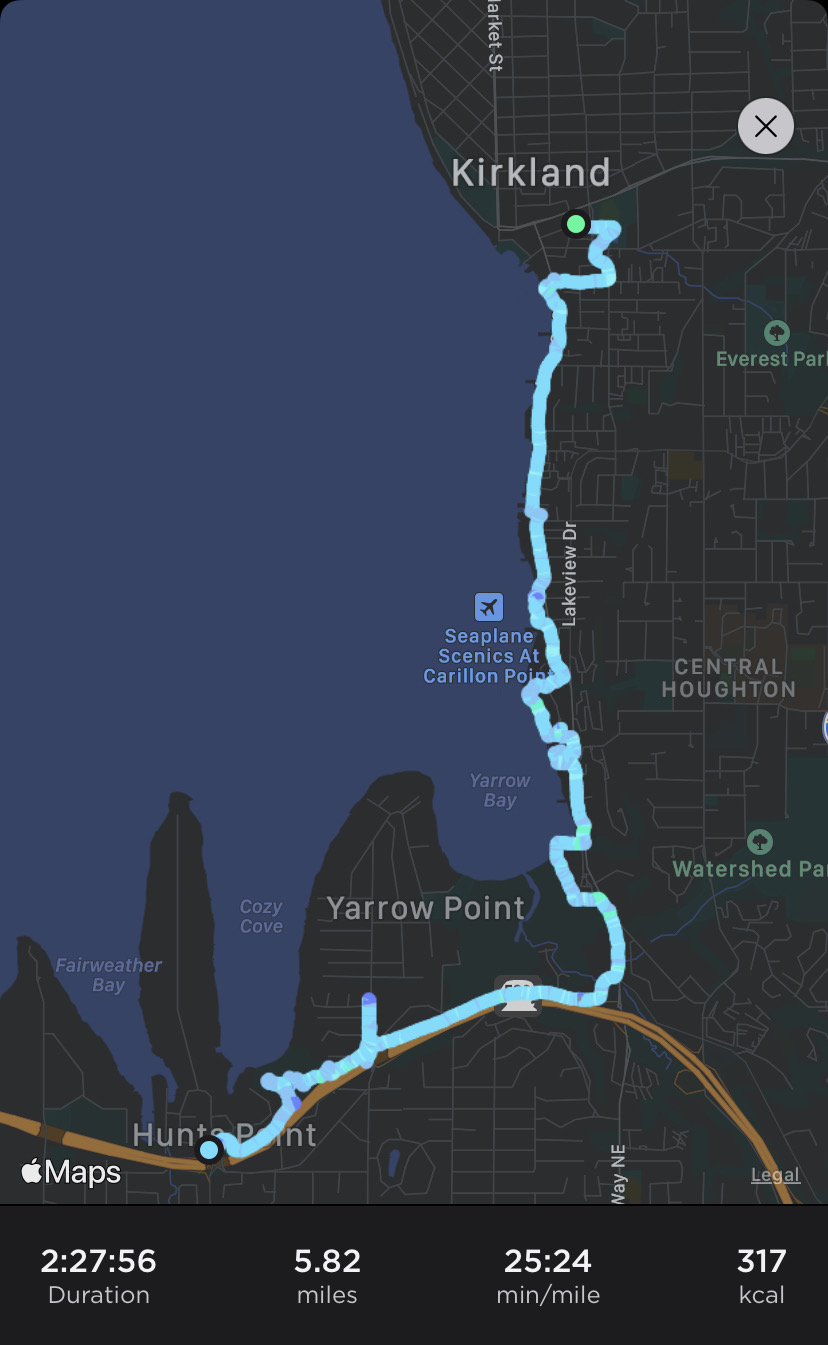 arket St
Kirkland
Everest Par
Lakeview Dr
Seaplane
Scenics At
Carillon Point
CENTRAL
HOUGHTON
Yarrow
Bay
Watershed Pa
Yarrow Point
Cozy
Cove
Fairweather
Bay
Hunts Point
Way NE
Maps
Legal
2:27:56
5.82
25:24
317
Duration
miles
min/mile
kcal